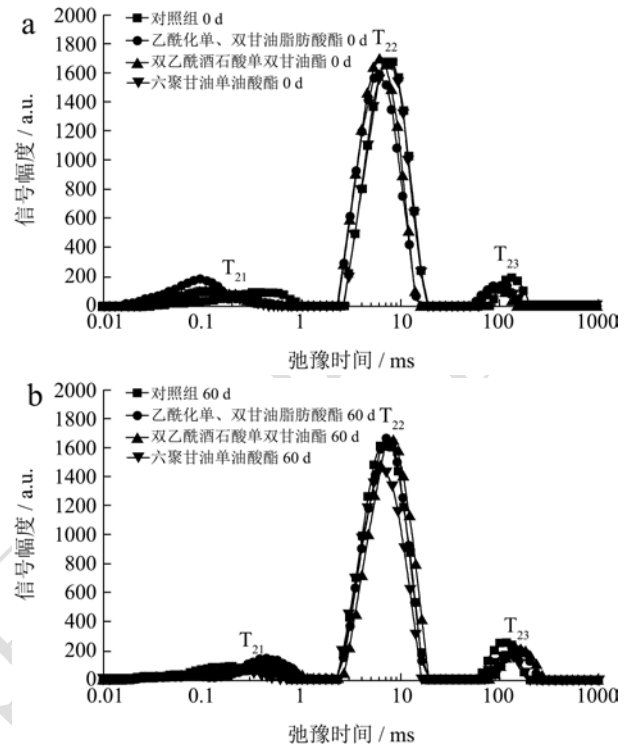 a
2000
1800
1600
1400
1200
1000
800
600
400
200
0
信号幅度 / a.u.
对照组 0 d
乙酰化单、双甘油脂肪酸酯 0 d
双乙酰酒石酸单双甘油酯 0 d
六聚甘油单油酸酯 0 d
T22
T21
T23
0.01
0.1
1
10
100
1000
弛豫时间 / ms
b
2000
1800
1600
1400
1200
1000
800
600
400
200
0
信号幅度 / a.u.
对照组 60 d
乙酰化单、双甘油脂肪酸酯 60 d
双乙酰酒石酸单双甘油酯 60 d
六聚甘油单油酸酯 60 d
T22
T21
T23
0.01
0.1
1
10
100
1000
弛豫时间 / ms